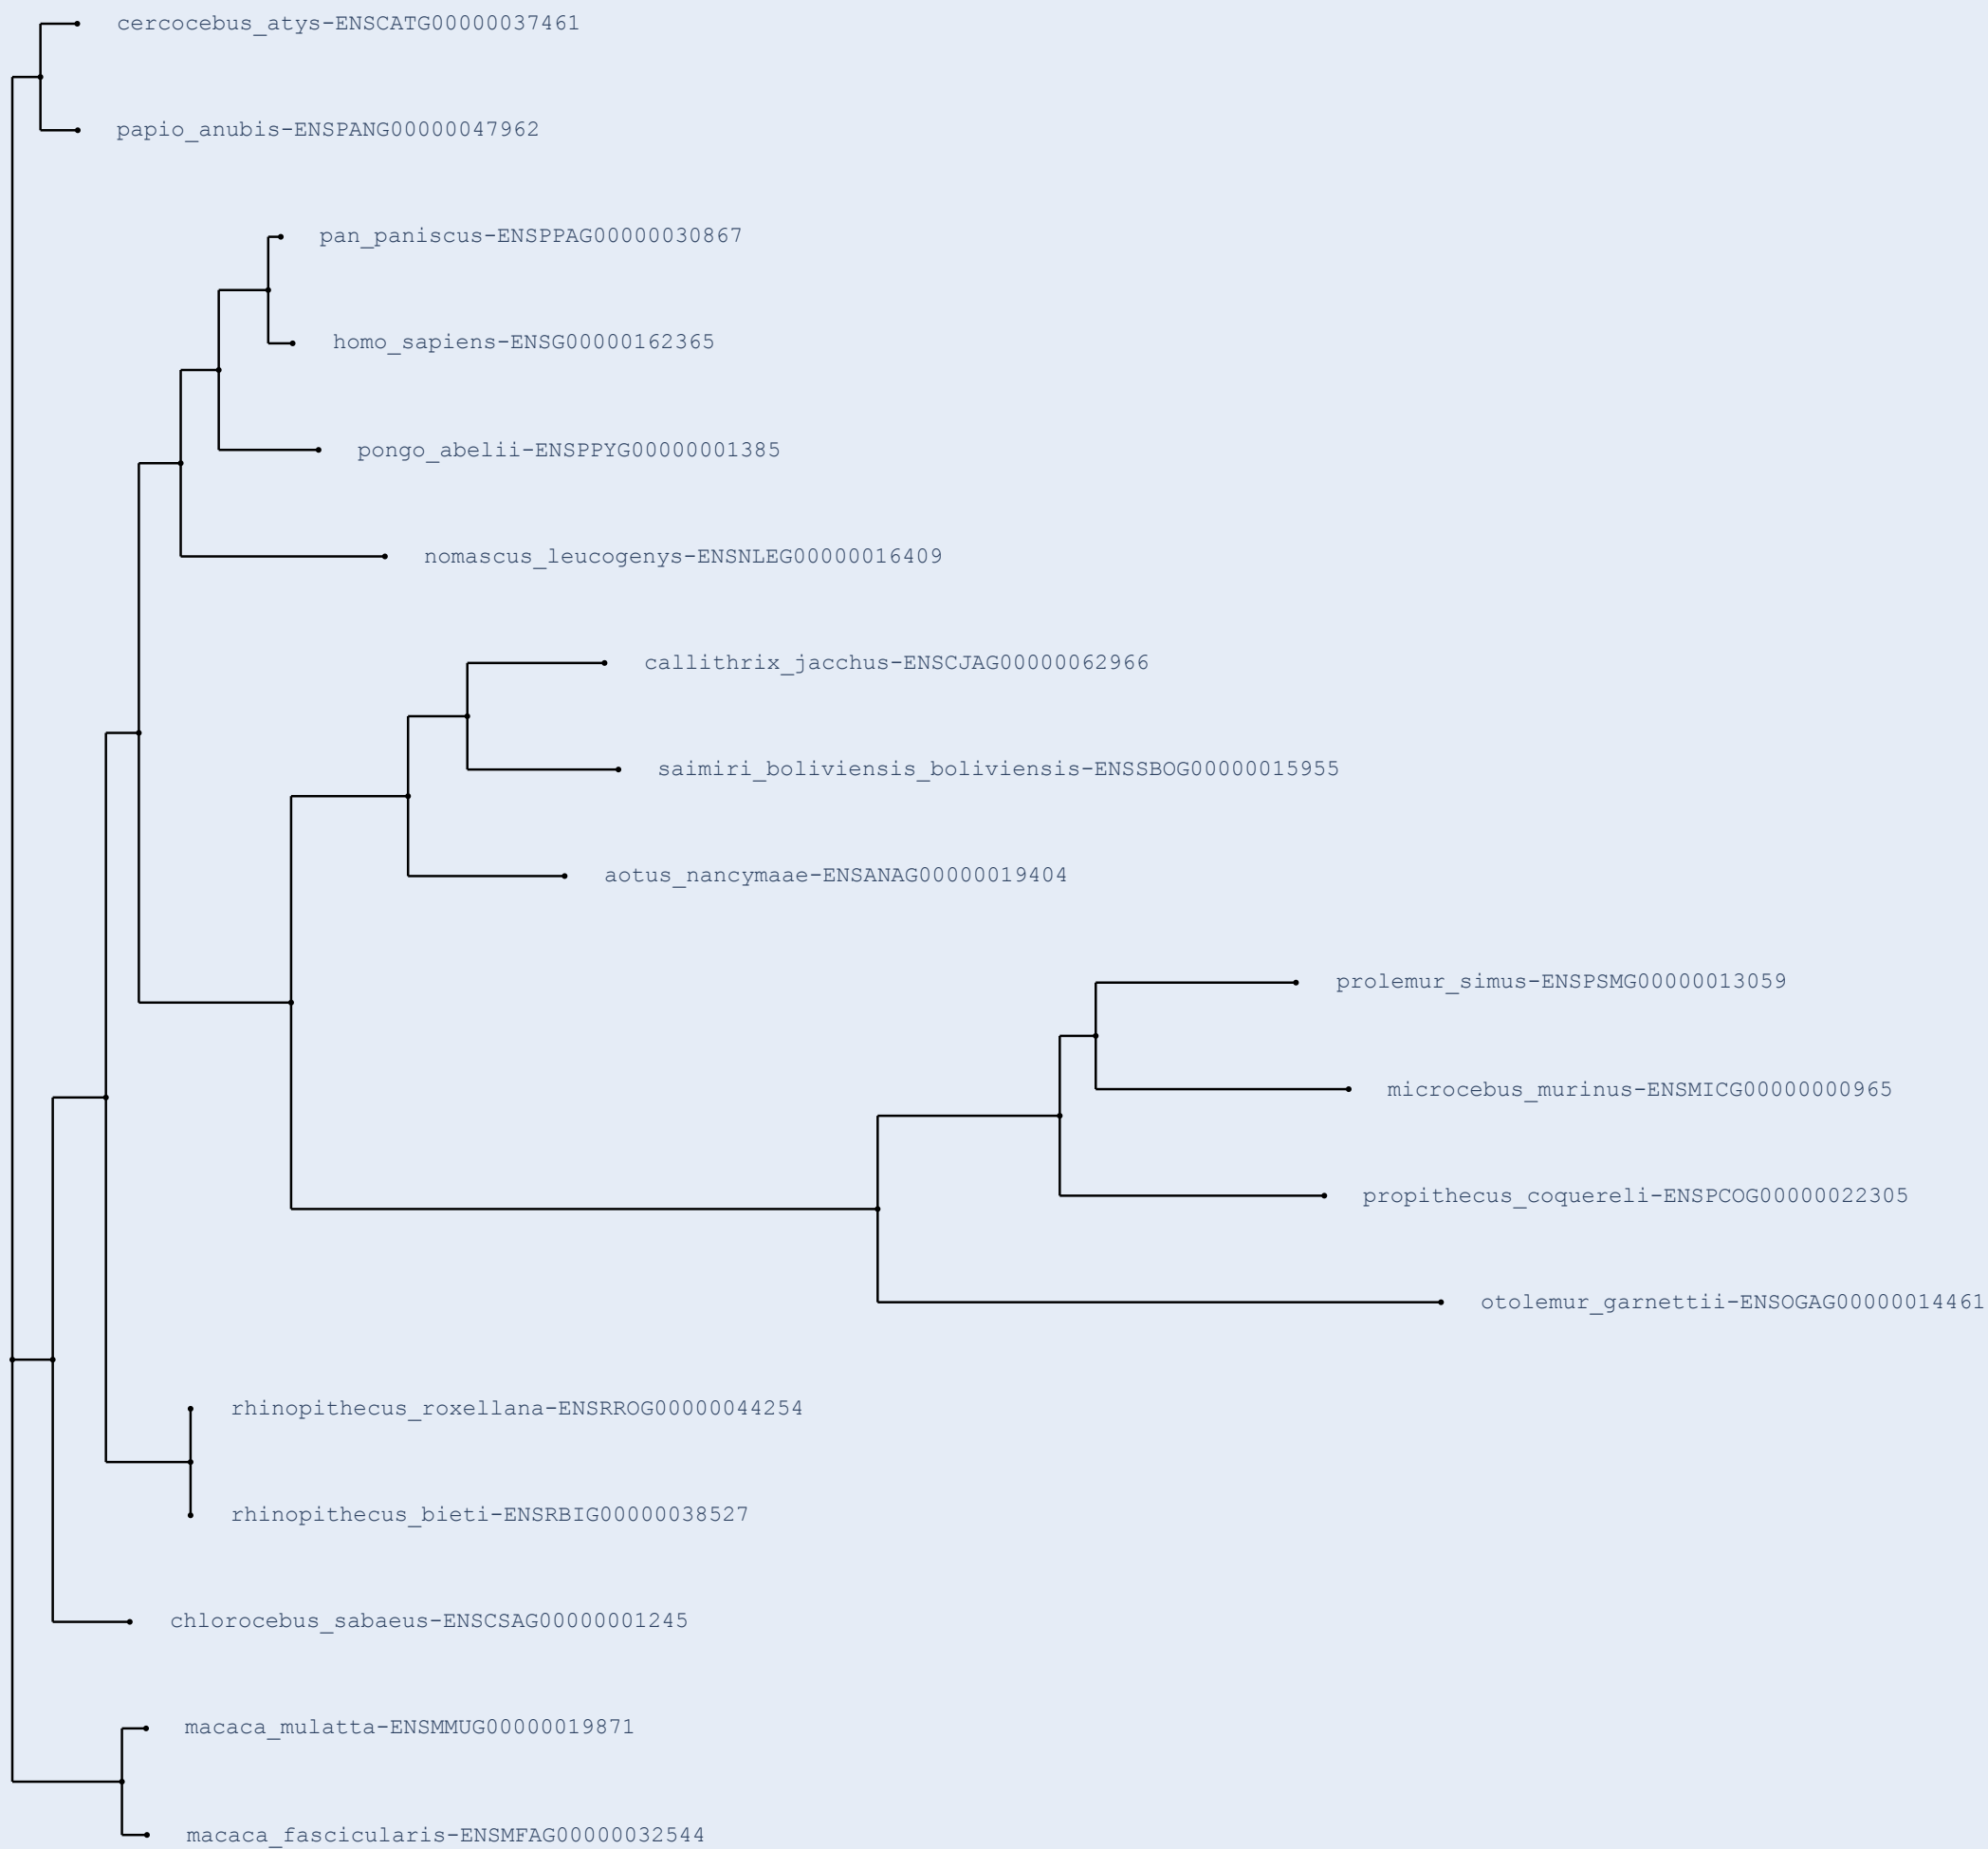 cercocebus_atys-ENSCATG00000037461
papio_anubis-ENSPANG00000047962
pan_paniscus-ENSPPAG00000030867
homo_sapiens-ENSG00000162365
pongo_abelii-ENSPPYG00000001385
nomascus_leucogenys-ENSNLEG00000016409
callithrix_jacchus-ENSCJAG00000062966
saimiri_boliviensis_boliviensis-ENSSBOG00000015955
aotus_nancymaae-ENSANAG00000019404
prolemur_simus-ENSPSMG00000013059
microcebus_murinus-ENSMICG00000000965
propithecus_coquereli-ENSPCOG00000022305
otolemur_garnettii-ENSOGAG00000014461
rhinopithecus_roxellana-ENSRROG00000044254
rhinopithecus_bieti-ENSRBIG00000038527
chlorocebus_sabaeus-ENSCSAG00000001245
macaca_mulatta-ENSMMUG00000019871
macaca_fascicularis-ENSMFAG00000032544